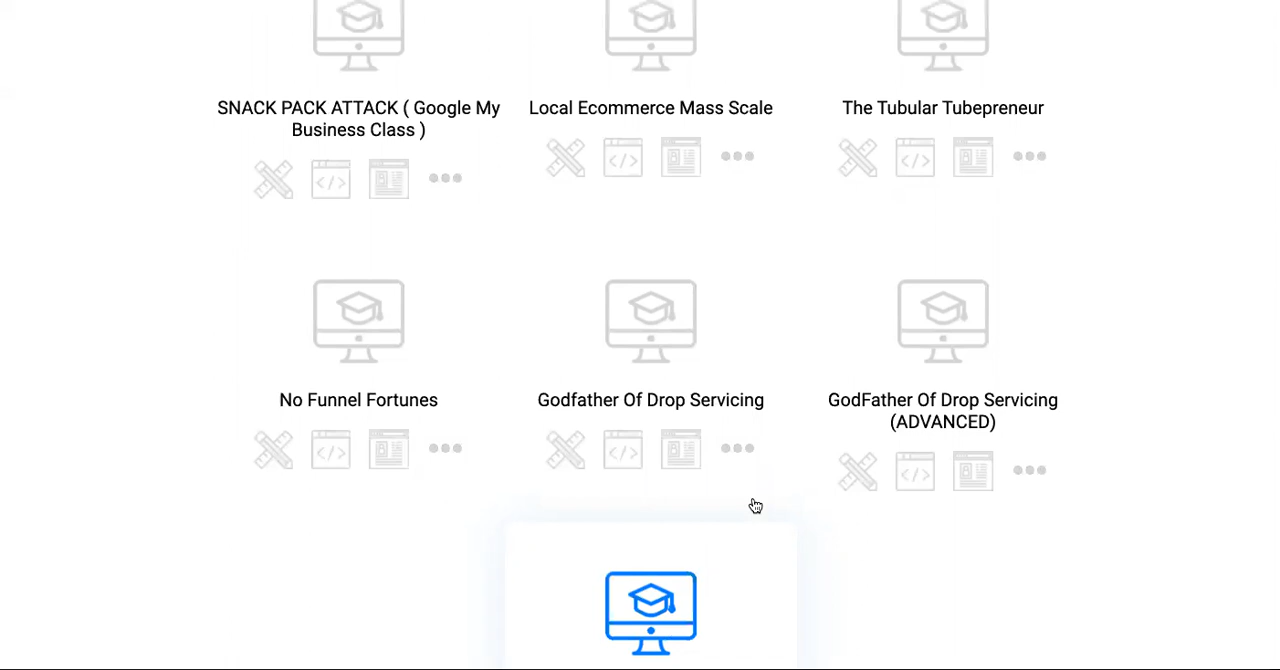 SNACK PACK ATTACK ( Google My
Business Class )
Local Ecommerce Mass Scale
The Tubular Tubepreneur
No Funnel Fortunes
Godfather Of Drop Servicing
GodFather Of Drop Servicing
(ADVANCED)